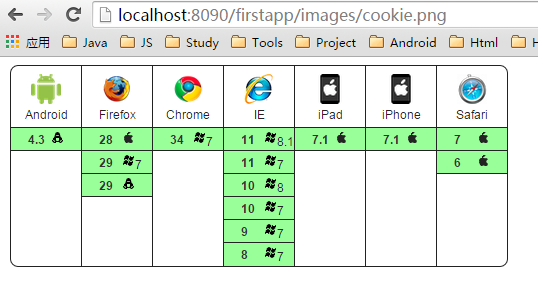 localhost:8090/firstapp/images/cookie.png
应用 Java JS Study Tools Project Android Html H
Android Firefox Chrome IE iPad iPhone Safari
4.3 28 34 7 11 8.1 7.1 7.1 7
29 7 11 7 6
29 10 8
10 7
9 7
8 7